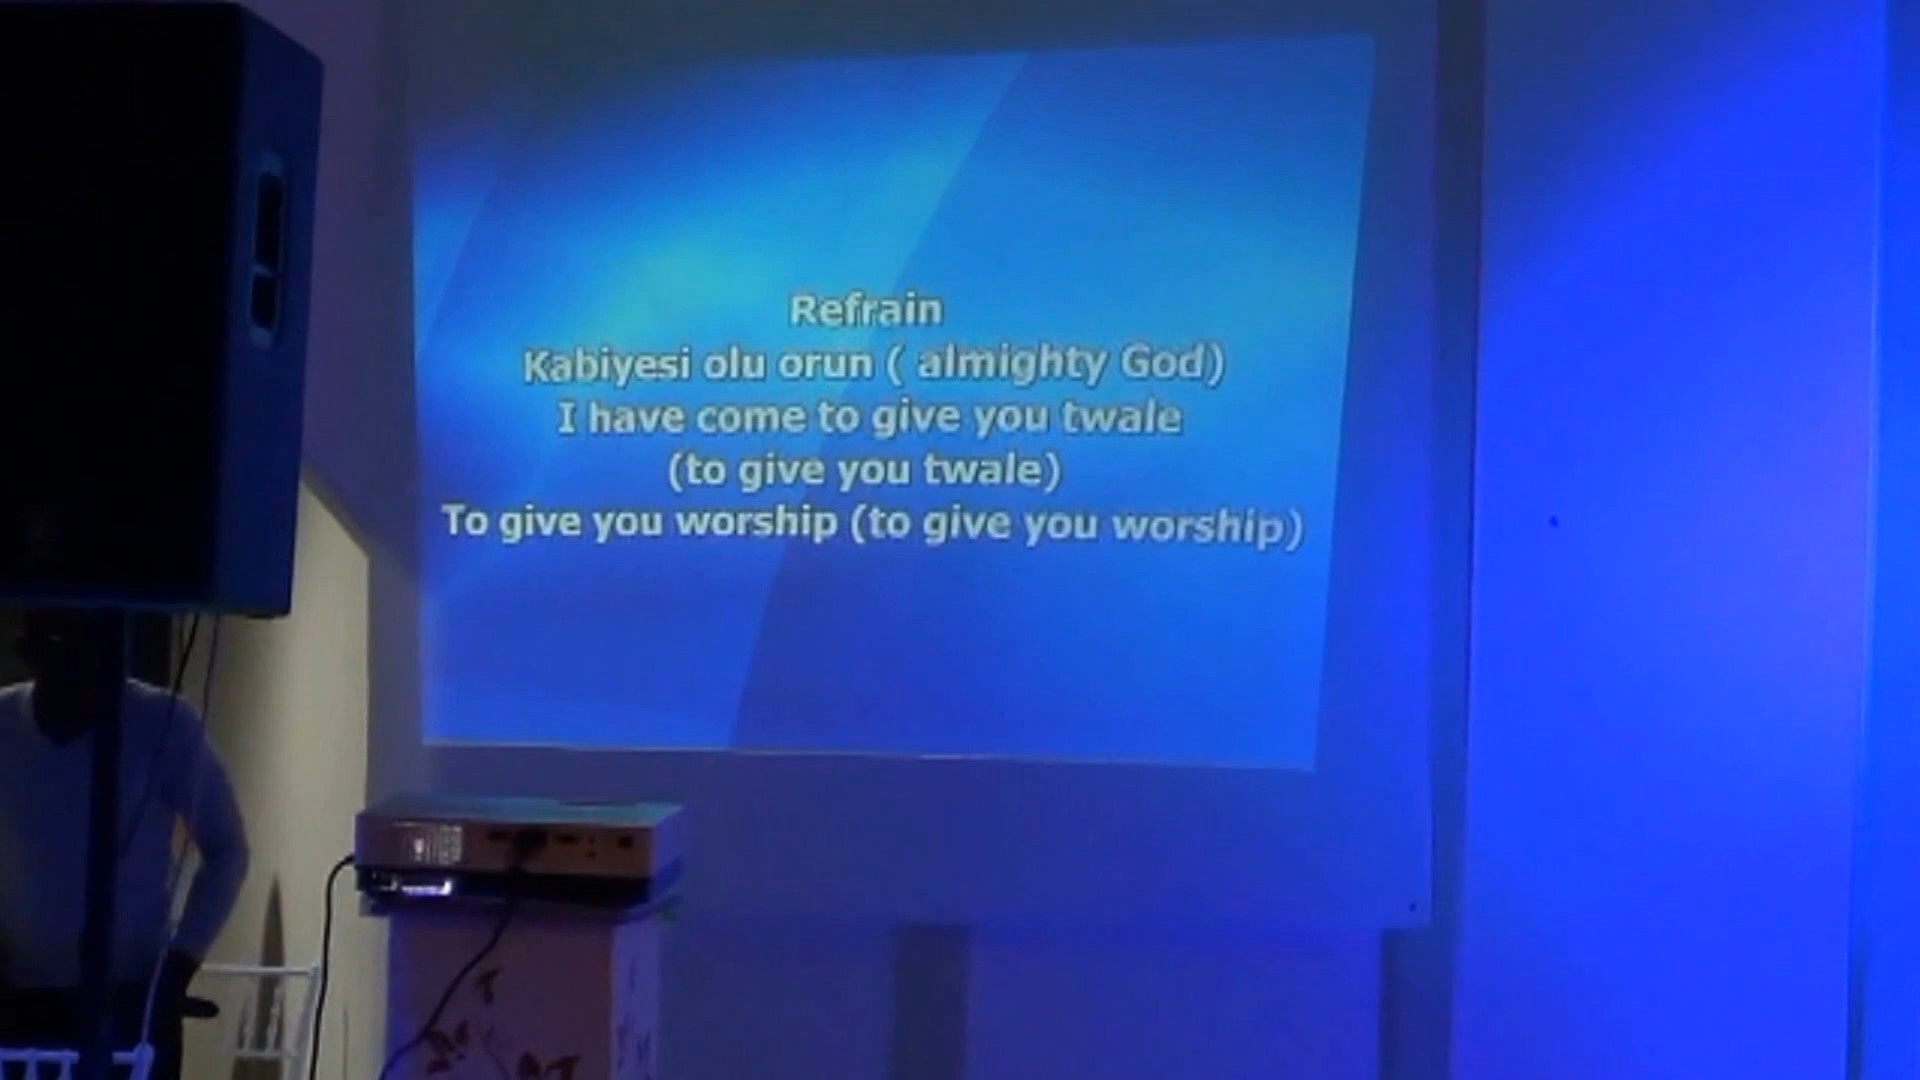 Refrain
Kabiyesi olu orun ( almighty God)
I have come to give you twale
(to give you twale)
To give you worship (to give you worship)